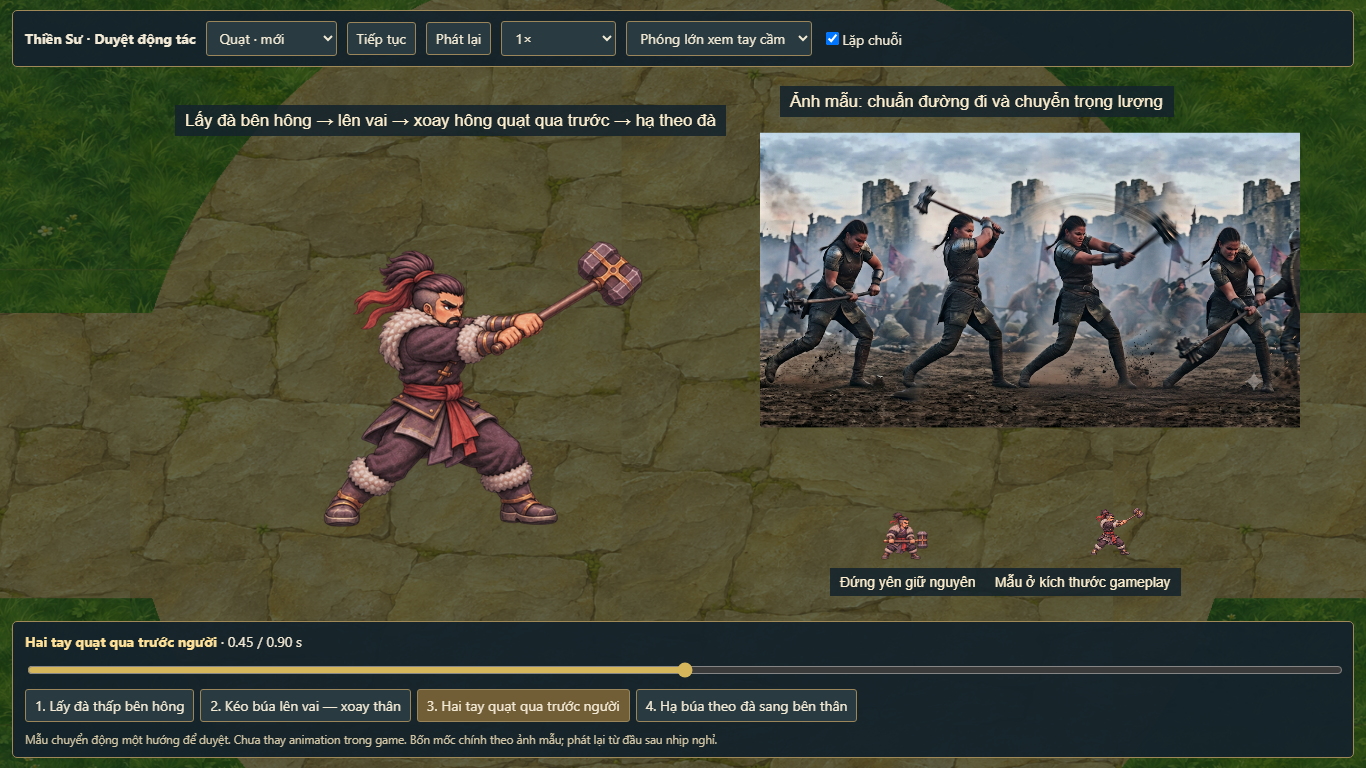 Thiền Sư · Duyệt động tác Quạt · mới Tiếp tục Phát lại 1× Phóng lớn xem tay cầm Lặp chuỗi
Lấy đà bên hông → lên vai → xoay hông quạt qua trước → hạ theo đà
Ảnh mẫu: chuẩn đường đi và chuyển trọng lượng
Đứng yên giữ nguyên Mẫu ở kích thước gameplay
Hai tay quạt qua trước người · 0.45 / 0.90 s
1. Lấy đà thấp bên hông 2. Kéo búa lên vai — xoay thân 3. Hai tay quạt qua trước người 4. Hạ búa theo đà sang bên thân
Mẫu chuyển động một hướng để duyệt. Chưa thay animation trong game. Bốn mốc chính theo ảnh mẫu; phát lại từ đầu sau nhịp nghỉ.